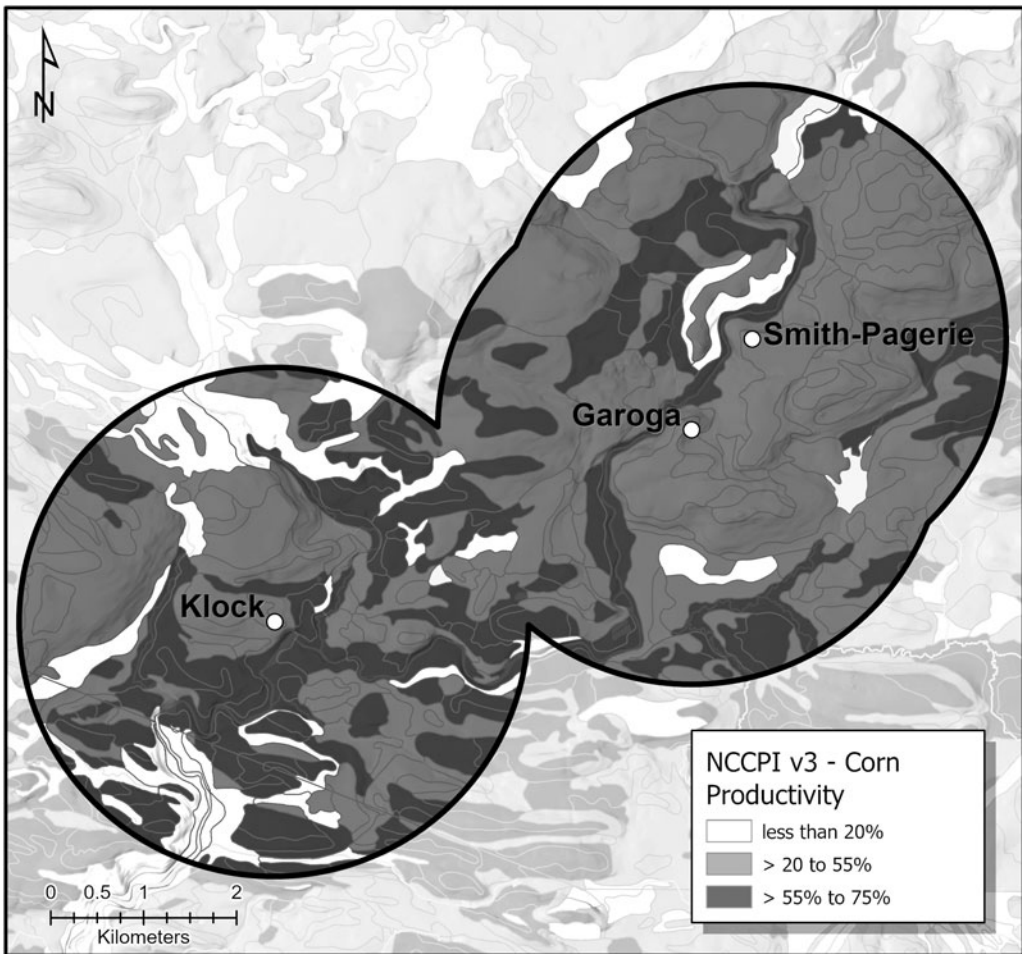 N
Smith-Pagerie
Garoga
Klock
NCCPI v3 - Corn
Productivity
less than 20%
> 20 to 55%
> 55% to 75%
0 0.5 1 2
Kilometers